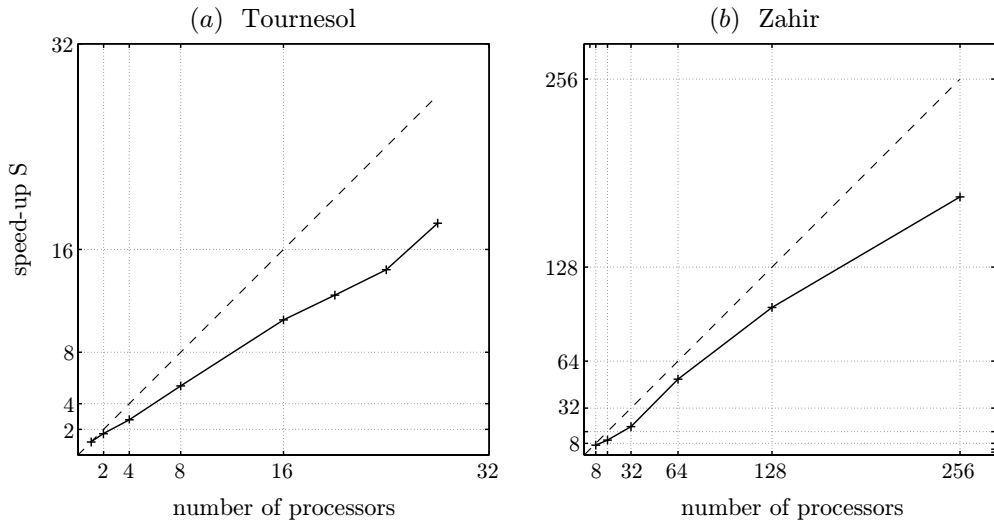 (a) Tournesol
32
16
8
4
2
2 4 8 16 32
speed-up S
number of processors
(b) Zahir
256
128
64
32
8
8 32 64 128 256
number of processors